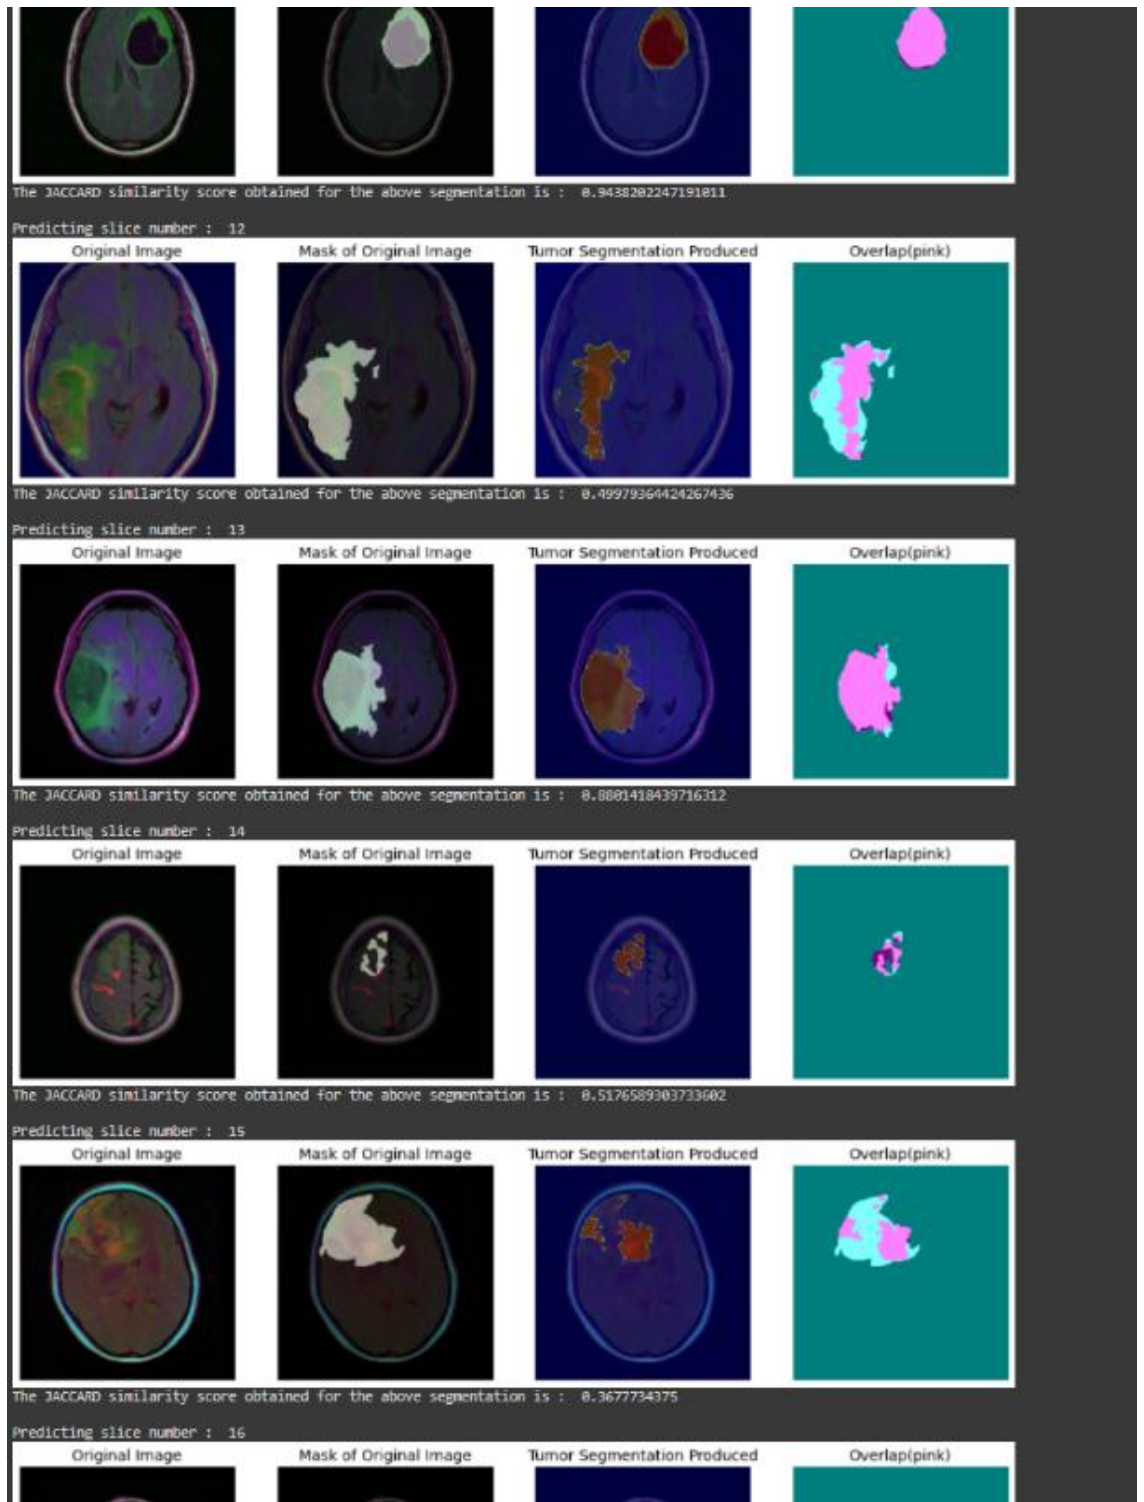 The JACCARD similarity score obtained for the above segmentation is :  0.9438202247191011
Predicting slice number :  12
Original Image Mask of Original Image Tumor Segmentation Produced Overlap(pink)
The JACCARD similarity score obtained for the above segmentation is :  0.49979364424267436
Predicting slice number :  13
Original Image Mask of Original Image Tumor Segmentation Produced Overlap(pink)
The JACCARD similarity score obtained for the above segmentation is :  0.8801418439716312
Predicting slice number :  14
Original Image Mask of Original Image Tumor Segmentation Produced Overlap(pink)
The JACCARD similarity score obtained for the above segmentation is :  0.5176589303733602
Predicting slice number :  15
Original Image Mask of Original Image Tumor Segmentation Produced Overlap(pink)
The JACCARD similarity score obtained for the above segmentation is :  0.3677734375
Predicting slice number :  16
Original Image Mask of Original Image Tumor Segmentation Produced Overlap(pink)